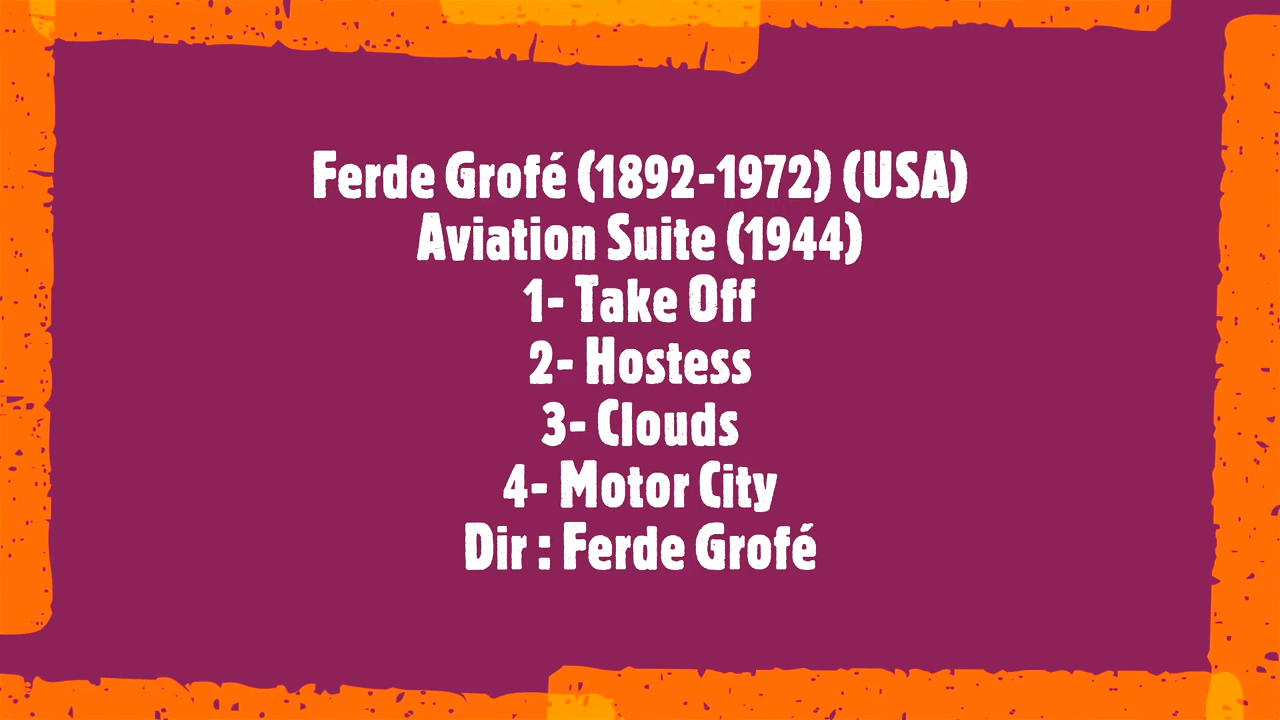 Ferde Grofé (1892-1972) (USA)
Aviation Suite (1944)
1- Take Off
2- Hostess
3- Clouds
4- Motor City
Dir : Ferde Grofé